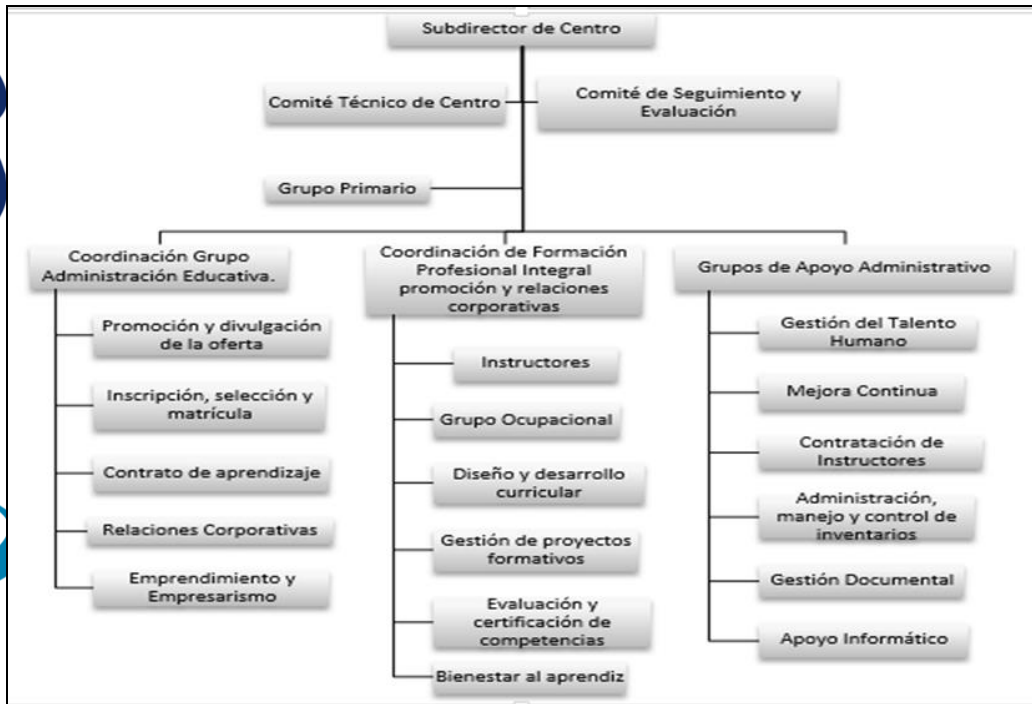 Subdirector de Centro
Comité Técnico de Centro
Comité de Seguimiento y
Evaluación
Grupo Primario
Coordinación Grupo
Administración Educativa.
Promoción y divulgación
de la oferta
Inscripción, selección y
matrícula
Contrato de aprendizaje
Relaciones Corporativas
Emprendimiento y
Empresarismo
Coordinación de Formación
Profesional Integral
promoción y relaciones
corporativas
Instructores
Grupo Ocupacional
Diseño y desarrollo
curricular
Gestión de proyectos
formativos
Evaluación y
certificación de
competencias
Bienestar al aprendiz
Grupos de Apoyo Administrativo
Gestión del Talento
Humano
Mejora Continua
Contratación de
Instructores
Administración,
manejo y control de
inventarios
Gestión Documental
Apoyo Informático